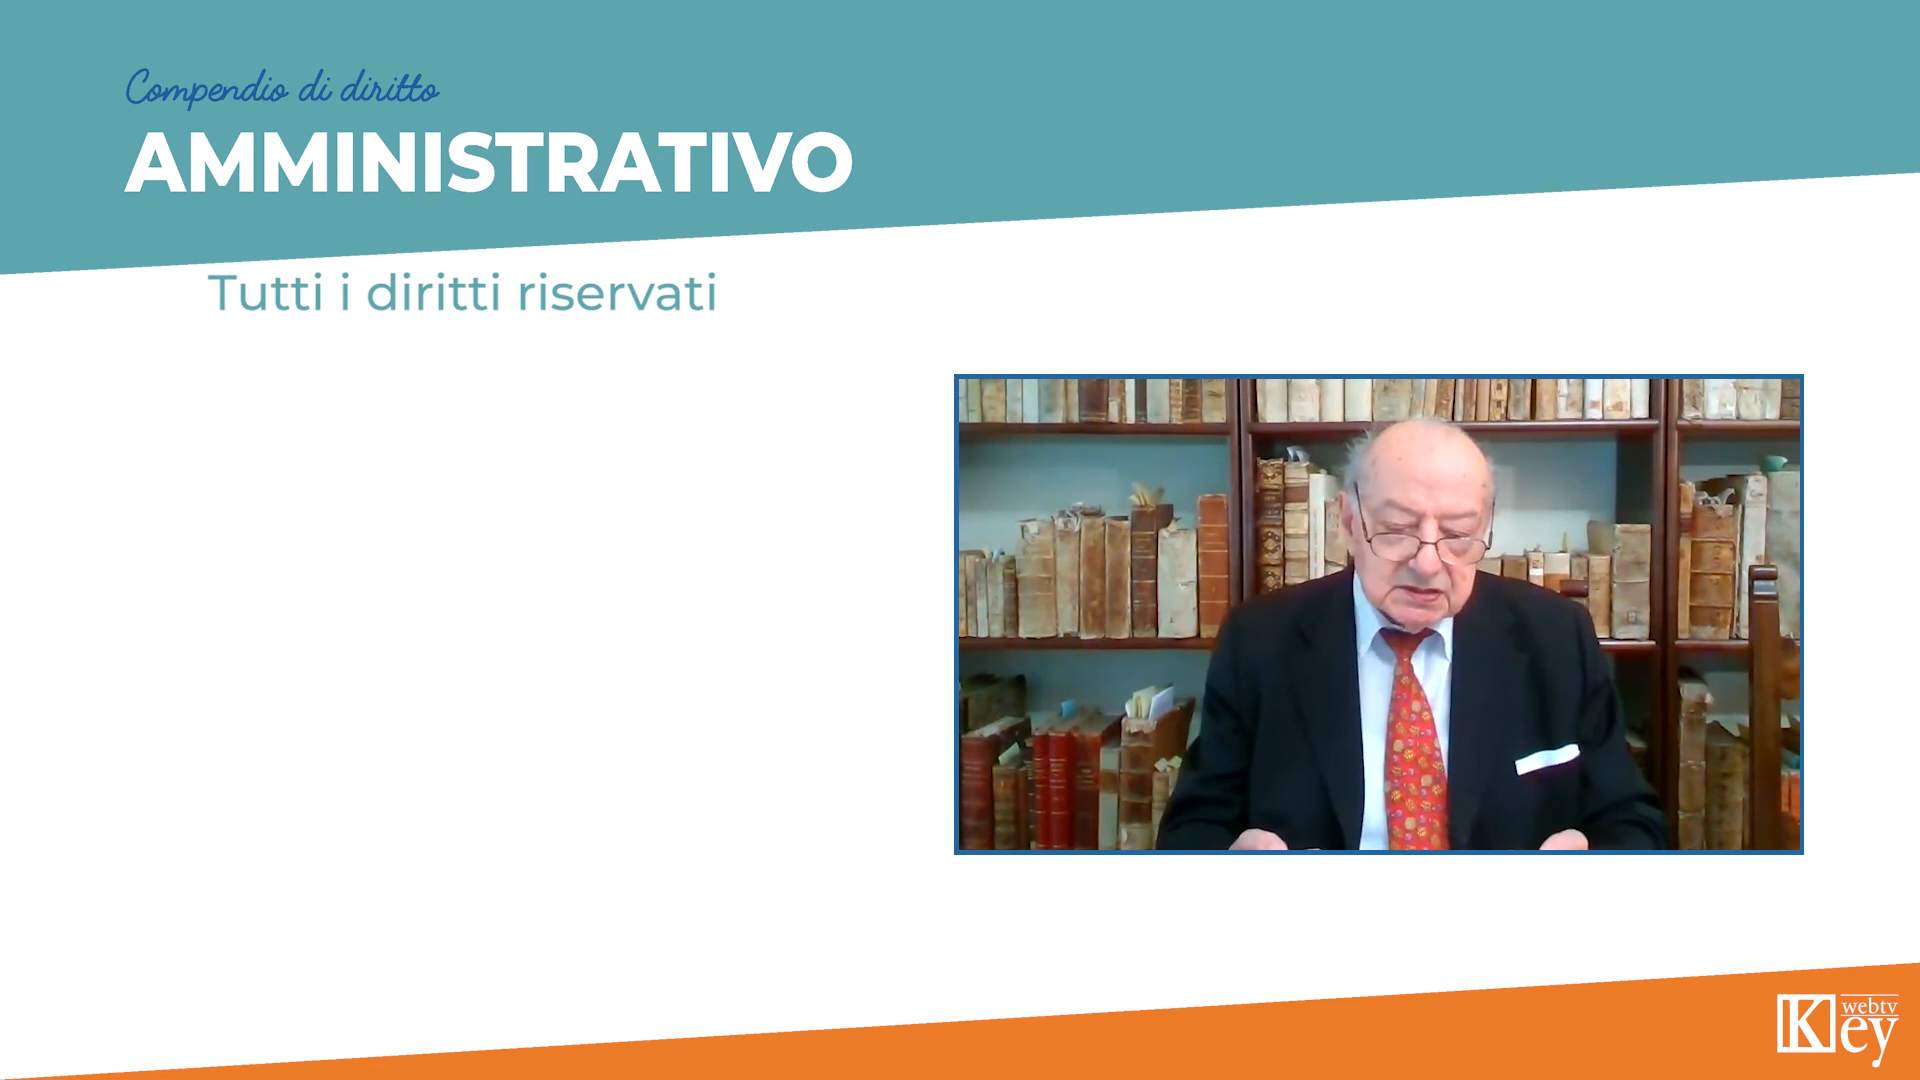 Compendio di diritto
AMMINISTRATIVO
Tutti i diritti riservati
webtv
Key